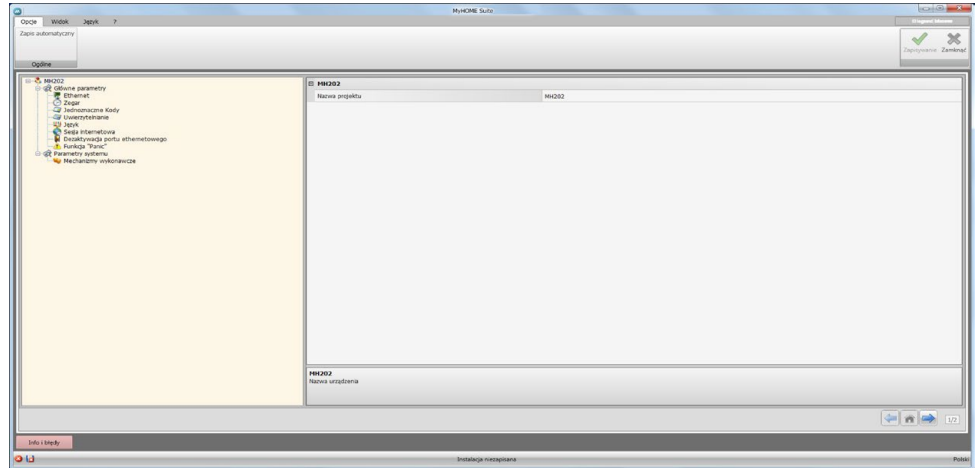 MyHOME Suite
Opcje Widok Język ?
Zapis automatyczny
Zapisywanie Zamknąć
Ogólne
MH202
Główne parametry
Ethernet
Zegar
Jednoznaczne Kody
Uwierzytelnianie
Język
Sesja internetowa
Dezaktywacja portu ethernetowego
Funkcja "Panic"
Parametry systemu
Mechanizmy wykonawcze
MH202
Nazwa projektu MH202
MH202
Nazwa urządzenia
1/2
Info i błędy
Instalacja niezapisana Polski